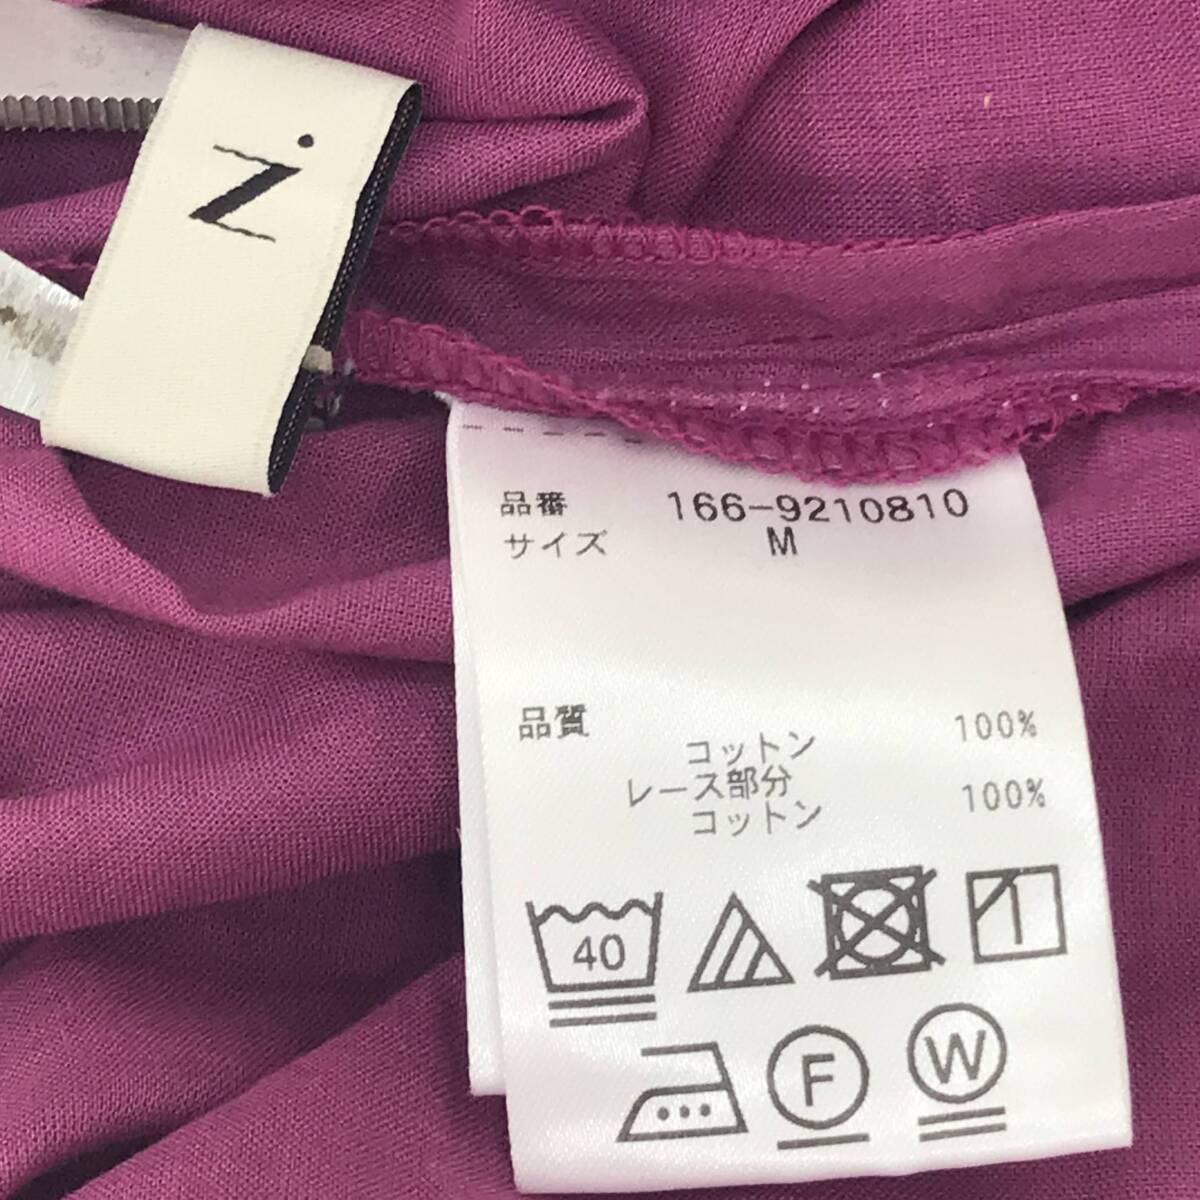 N.
品番 166-9210810
サイズ M
品質
コットン 100%
レース部分
コットン 100%
40
F
W